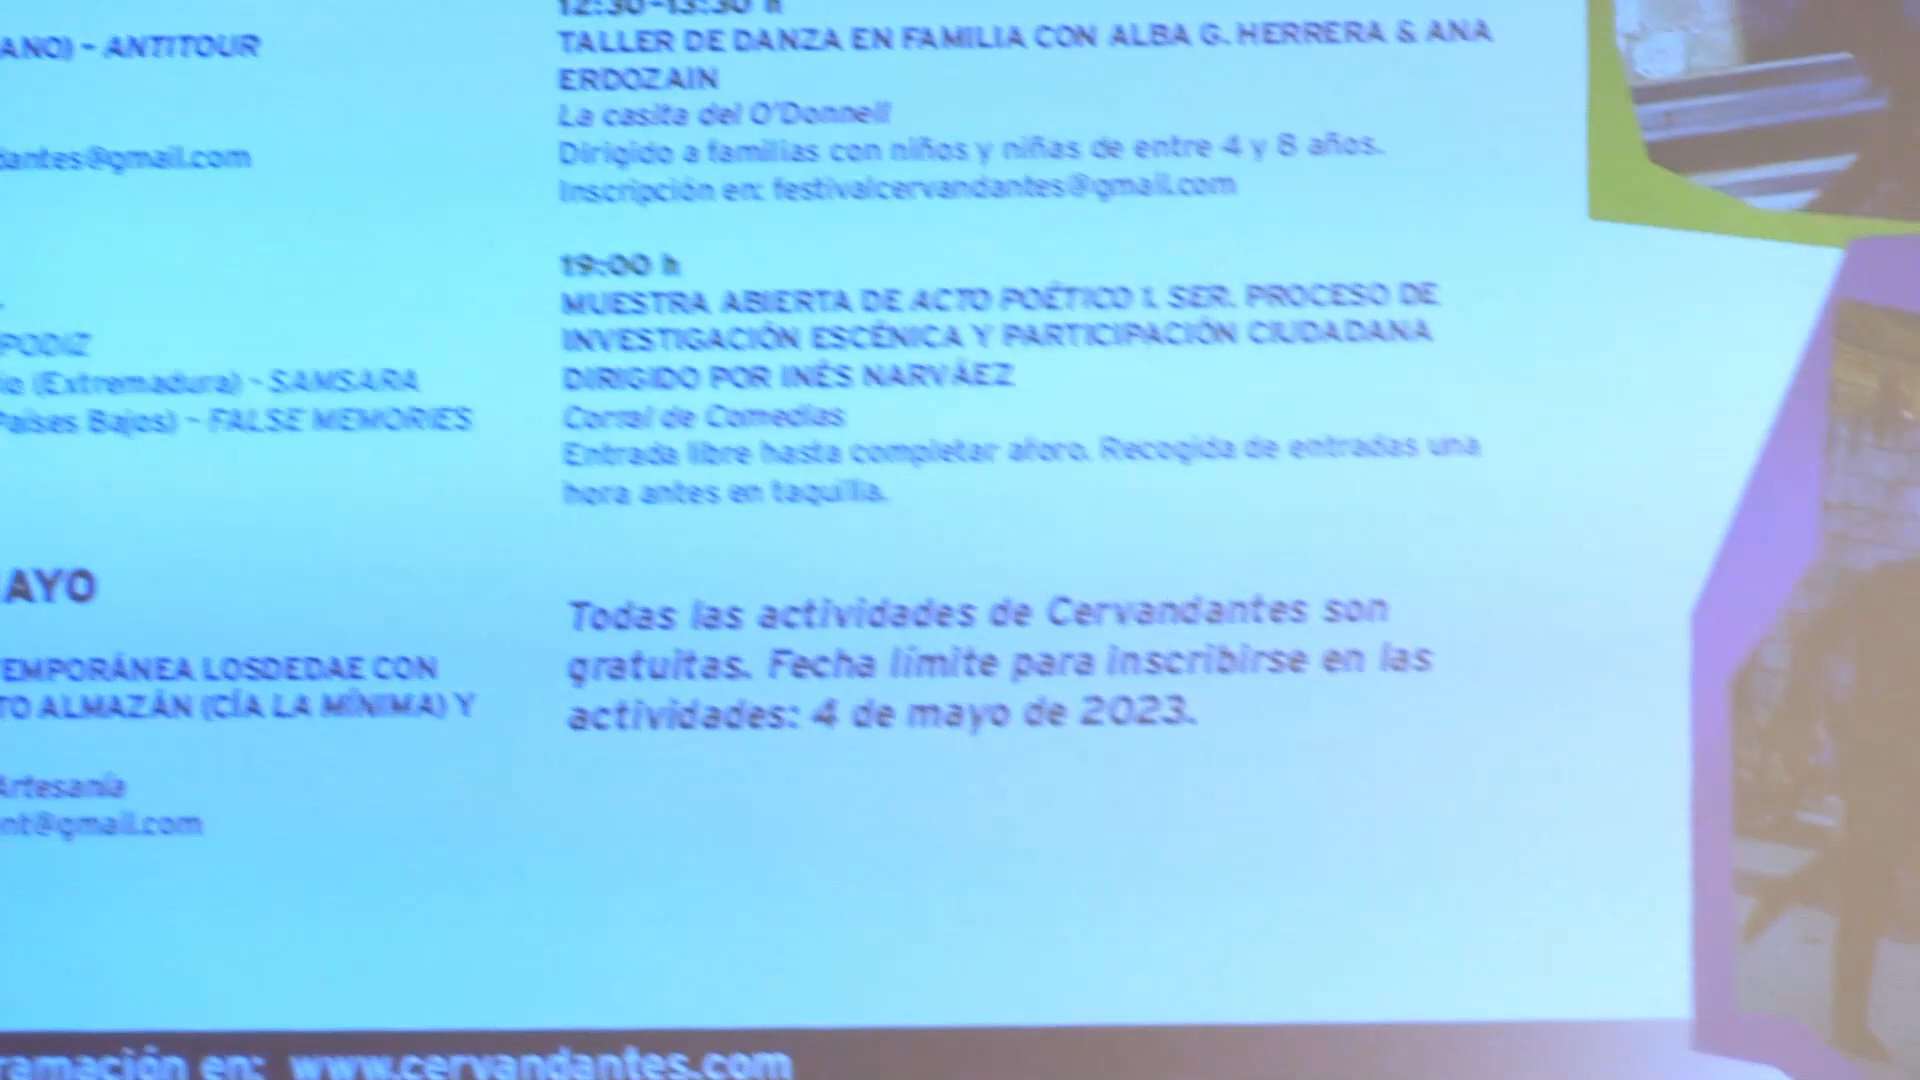 ANO) - ANTITOUR
dantes@gmail.com
PODIZ
(Extremadura) - SAMSARA
Países Bajos) - FALSE MEMORIES
AYO
TEMPORÁNEA LOSDEDAE CON
TO ALMAZÁN (CÍA LA MÍNIMA) Y
Artesanía
nt@gmail.com
12:30-13:30 h
TALLER DE DANZA EN FAMILIA CON ALBA G. HERRERA & ANA
ERDOZAIN
La casita del O'Donnell
Dirigido a familias con niños y niñas de entre 4 y 8 años.
Inscripción en: festivalcervandantes@gmail.com
19:00 h
MUESTRA ABIERTA DE ACTO POÉTICO 1. SER. PROCESO DE
INVESTIGACIÓN ESCÉNICA Y PARTICIPACIÓN CIUDADANA
DIRIGIDO POR INÉS NARVÁEZ
Corral de Comedias
Entrada libre hasta completar aforo. Recogida de entradas una
hora antes en taquilla.
Todas las actividades de Cervandantes son
gratuitas. Fecha límite para inscribirse en las
actividades: 4 de mayo de 2023.
ramación en: www.cervandantes.com